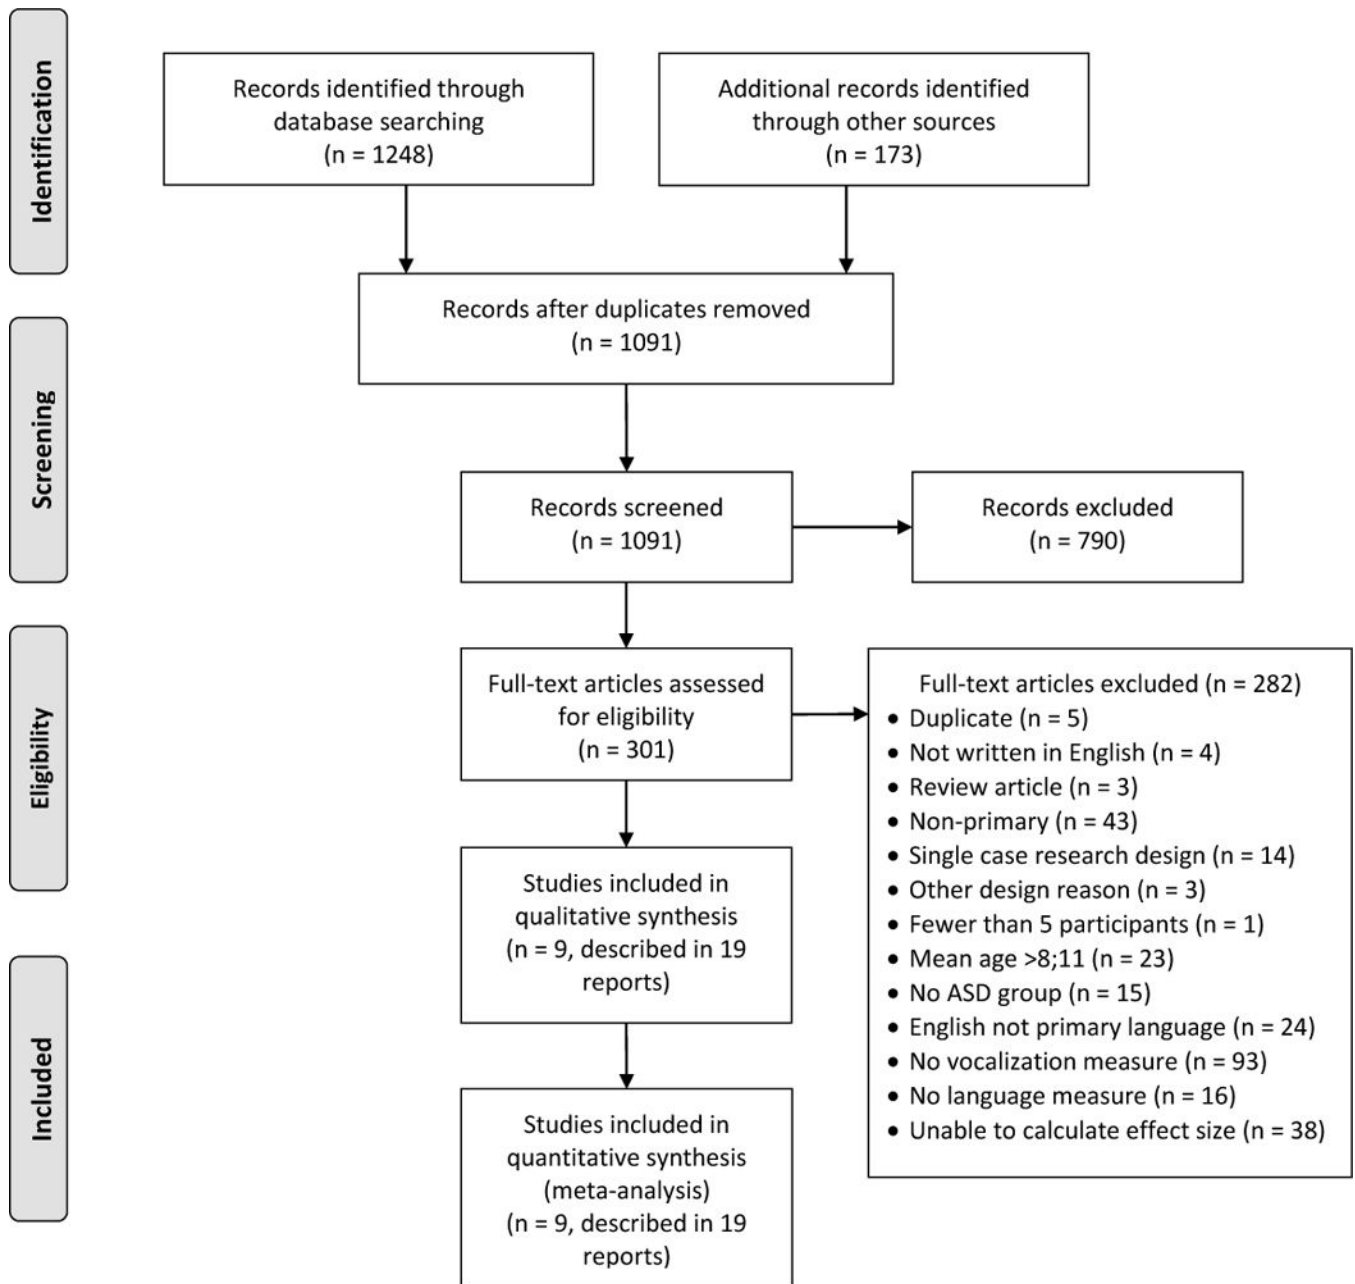 Identification
Records identified through
database searching
(n = 1248)
Additional records identified
through other sources
(n = 173)
Records after duplicates removed
(n = 1091)
Screening
Records screened
(n = 1091)
Records excluded
(n = 790)
Eligibility
Full-text articles assessed
for eligibility
(n = 301)
Full-text articles excluded (n = 282)
• Duplicate (n = 5)
• Not written in English (n = 4)
• Review article (n = 3)
• Non-primary (n = 43)
• Single case research design (n = 14)
• Other design reason (n = 3)
• Fewer than 5 participants (n = 1)
• Mean age >8;11 (n = 23)
• No ASD group (n = 15)
• English not primary language (n = 24)
• No vocalization measure (n = 93)
• No language measure (n = 16)
• Unable to calculate effect size (n = 38)
Studies included in
qualitative synthesis
(n = 9, described in 19
reports)
Included
Studies included in
quantitative synthesis
(meta-analysis)
(n = 9, described in 19
reports)